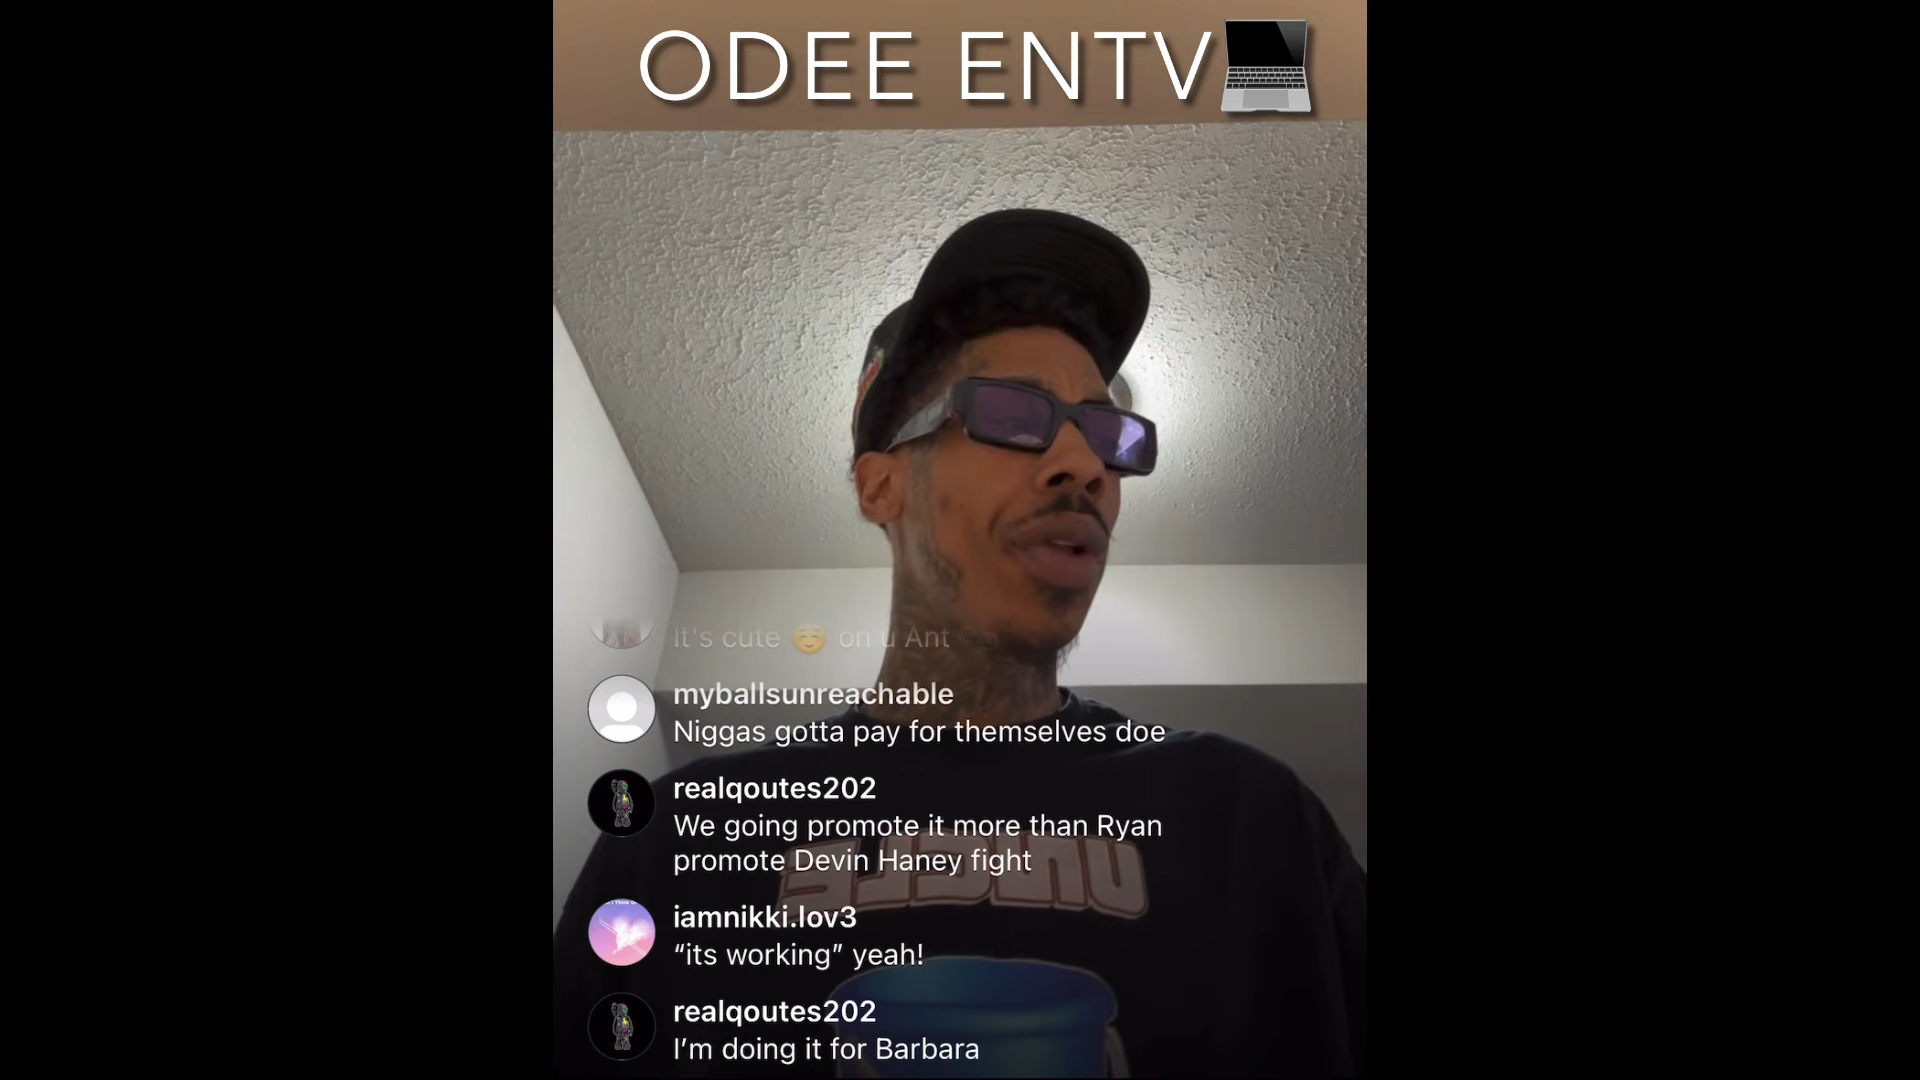 ODEE ENTV
It's cute ☺️ on u Ant
myballsunreachable
Niggas gotta pay for themselves doe
realqoutes202
We going promote it more than Ryan
promote Devin Haney fight
UNCLE
iamnikki.lov3
“its working” yeah!
realqoutes202
I’m doing it for Barbara